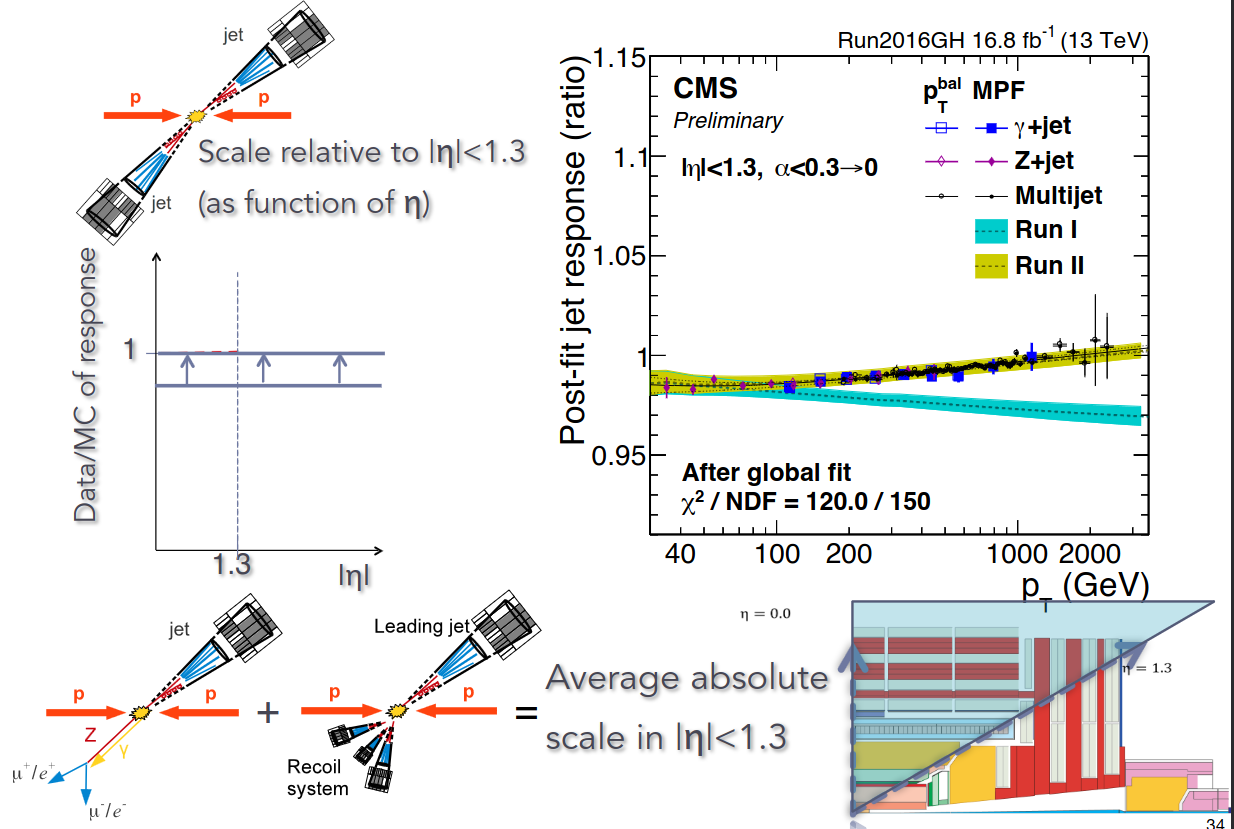 jet
p
p
jet
Scale relative to |η|<1.3
(as function of η)
Data/MC of response
1
1.3
|η|
Run2016GH 16.8 fb⁻¹ (13 TeV)
Post-fit jet response (ratio)
1.15
1.1
1.05
1
0.95
CMS
Preliminary
|η|<1.3, α<0.3→0
p_T^bal MPF
γ+jet
Z+jet
Multijet
Run I
Run II
After global fit
χ² / NDF = 120.0 / 150
40 100 200 1000 2000
p_T (GeV)
jet
p
p
Z
γ
μ⁺/e⁺
μ⁻/e⁻
+
Leading jet
p
p
Recoil
system
=
Average absolute
scale in |η|<1.3
η = 0.0
η = 1.3
34